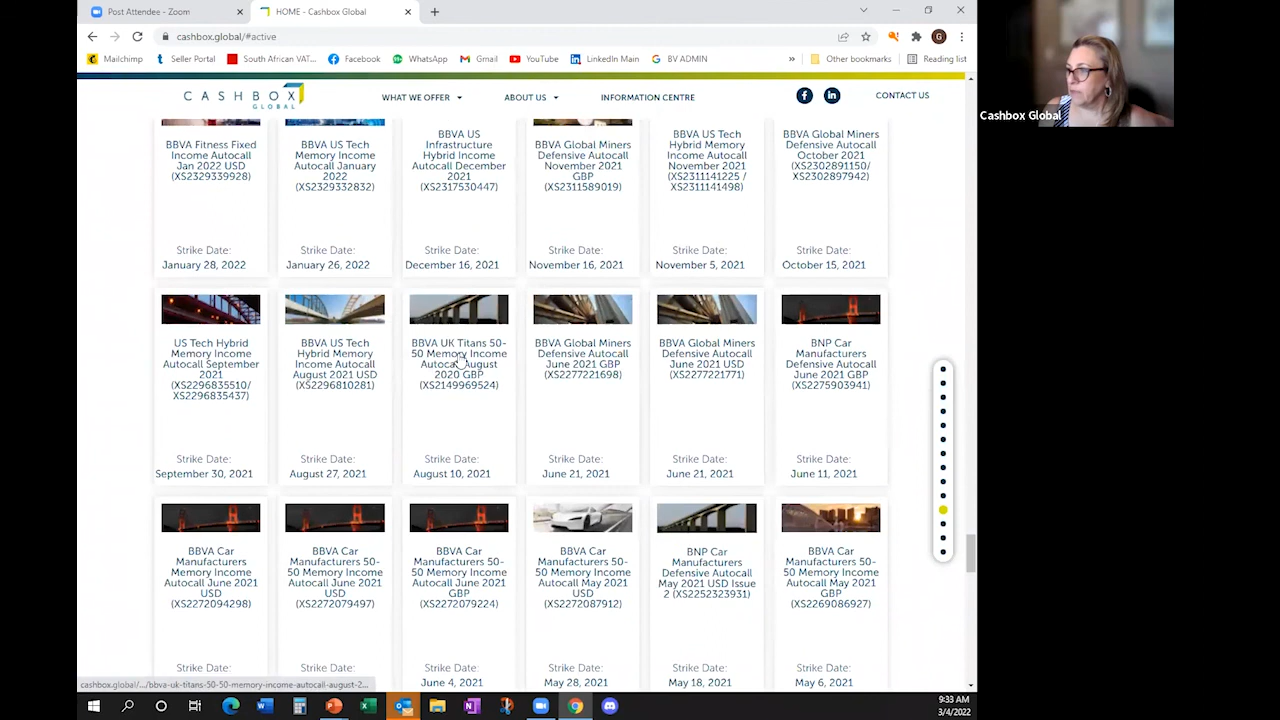 Post Attendee - Zoom
HOME - Cashbox Global
cashbox.global/#active
G
Mailchimp
Seller Portal
South African VAT...
Facebook
WhatsApp
Gmail
YouTube
LinkedIn Main
BV ADMIN
»
Other bookmarks
Reading list
CASHBOX
GLOBAL
WHAT WE OFFER
ABOUT US
INFORMATION CENTRE
CONTACT US
Cashbox Global
BBVA Fitness Fixed
Income Autocall
Jan 2022 USD
(XS2329339928)
Strike Date:
January 28, 2022
BBVA US Tech
Memory Income
Autocall January
2022
(XS2329332832)
Strike Date:
January 26, 2022
BBVA US
Infrastructure
Hybrid Income
Autocall December
2021
(XS2317530447)
Strike Date:
December 16, 2021
BBVA Global Miners
Defensive Autocall
November 2021
GBP
(XS2311589019)
Strike Date:
November 16, 2021
BBVA US Tech
Hybrid Memory
Income Autocall
November 2021
(XS2311141225 /
XS2311141498)
Strike Date:
November 5, 2021
BBVA Global Miners
Defensive Autocall
October 2021
(XS2302891150/
XS2302897942)
Strike Date:
October 15, 2021
US Tech Hybrid
Memory Income
Autocall September
2021
(XS2296835510/
XS2296835437)
Strike Date:
September 30, 2021
BBVA US Tech
Hybrid Memory
Income Autocall
August 2021 USD
(XS2296810281)
Strike Date:
August 27, 2021
BBVA UK Titans 50-
50 Memory Income
Autocall August
2020 GBP
(XS2149969524)
Strike Date:
August 10, 2021
BBVA Global Miners
Defensive Autocall
June 2021 GBP
(XS2277221698)
Strike Date:
June 21, 2021
BBVA Global Miners
Defensive Autocall
June 2021 USD
(XS2277221771)
Strike Date:
June 21, 2021
BNP Car
Manufacturers
Defensive Autocall
June 2021 GBP
(XS2275903941)
Strike Date:
June 11, 2021
BBVA Car
Manufacturers
Memory Income
Autocall June 2021
USD
(XS2272094298)
Strike Date:
BBVA Car
Manufacturers 50-
50 Memory Income
Autocall June 2021
USD
(XS2272079497)
Strike Date:
BBVA Car
Manufacturers 50-
50 Memory Income
Autocall June 2021
GBP
(XS2272079224)
Strike Date:
June 4, 2021
BBVA Car
Manufacturers 50-
50 Memory Income
Autocall May 2021
USD
(XS2272087912)
Strike Date:
May 28, 2021
BNP Car
Manufacturers
Defensive Autocall
May 2021 USD Issue
2 (XS2252323931)
Strike Date:
May 18, 2021
BBVA Car
Manufacturers 50-
50 Memory Income
Autocall May 2021
GBP
(XS2269086927)
Strike Date:
May 6, 2021
cashbox.global/.../bbva-uk-titans-50-50-memory-income-autocall-august-2...
9:33 AM
3/4/2022